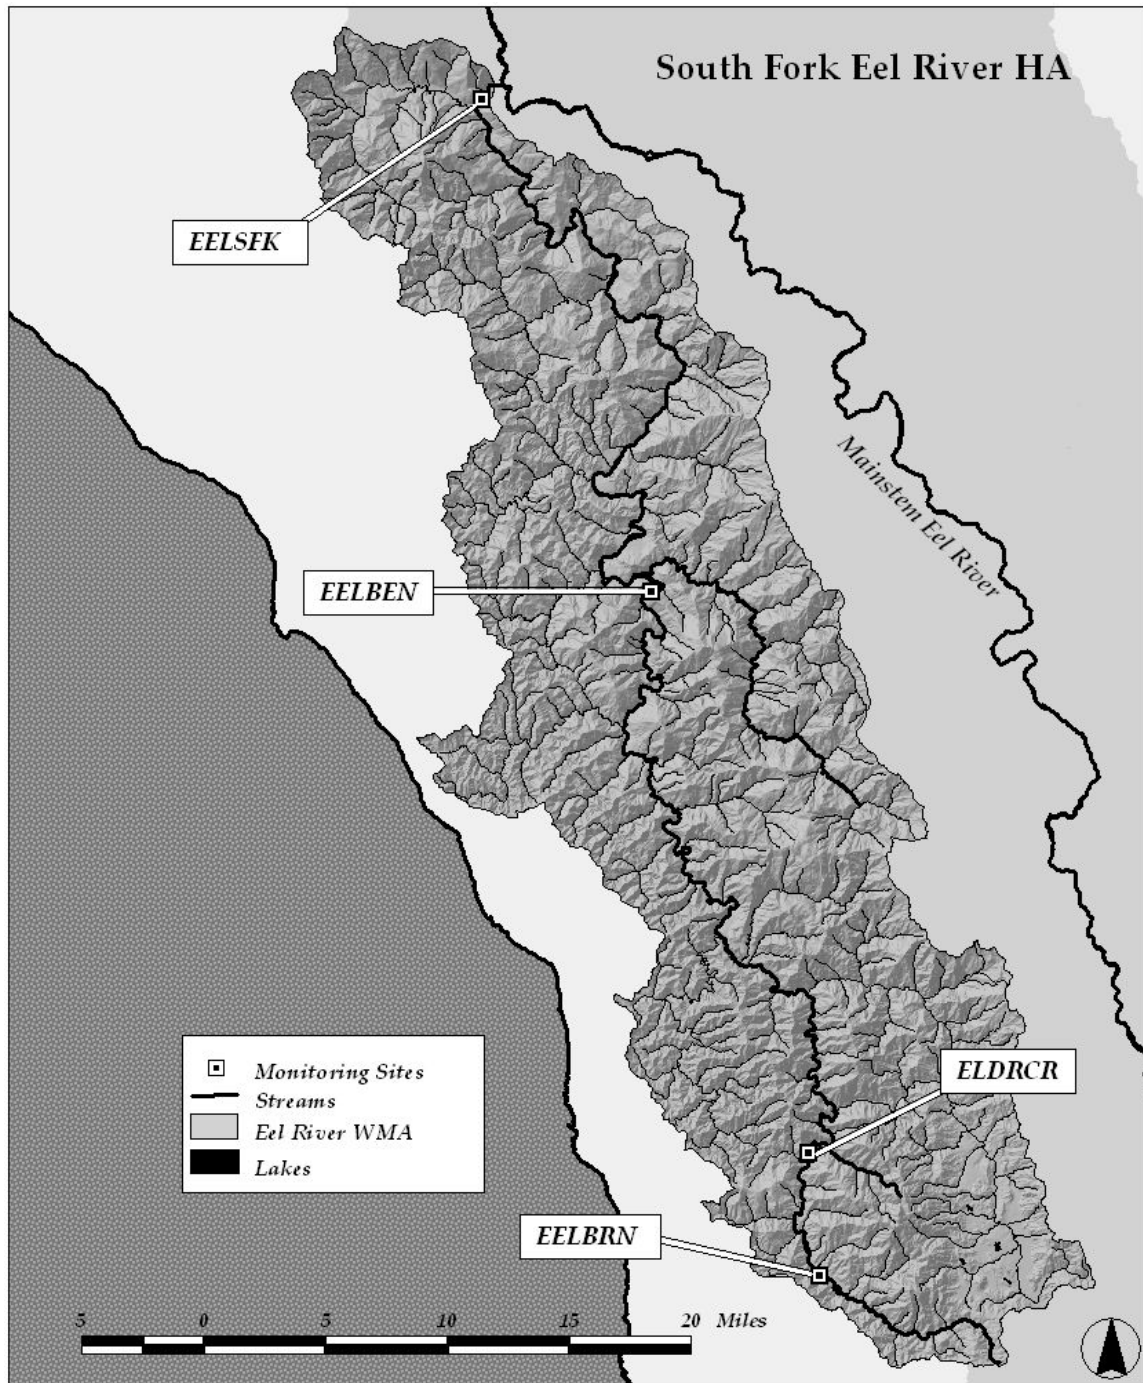 South Fork Eel River HA
EELSFK
Mainstem Eel River
EELBEN
Monitoring Sites
Streams
Eel River WMA
Lakes
ELDRCR
EELBRN
5 0 5 10 15 20 Miles